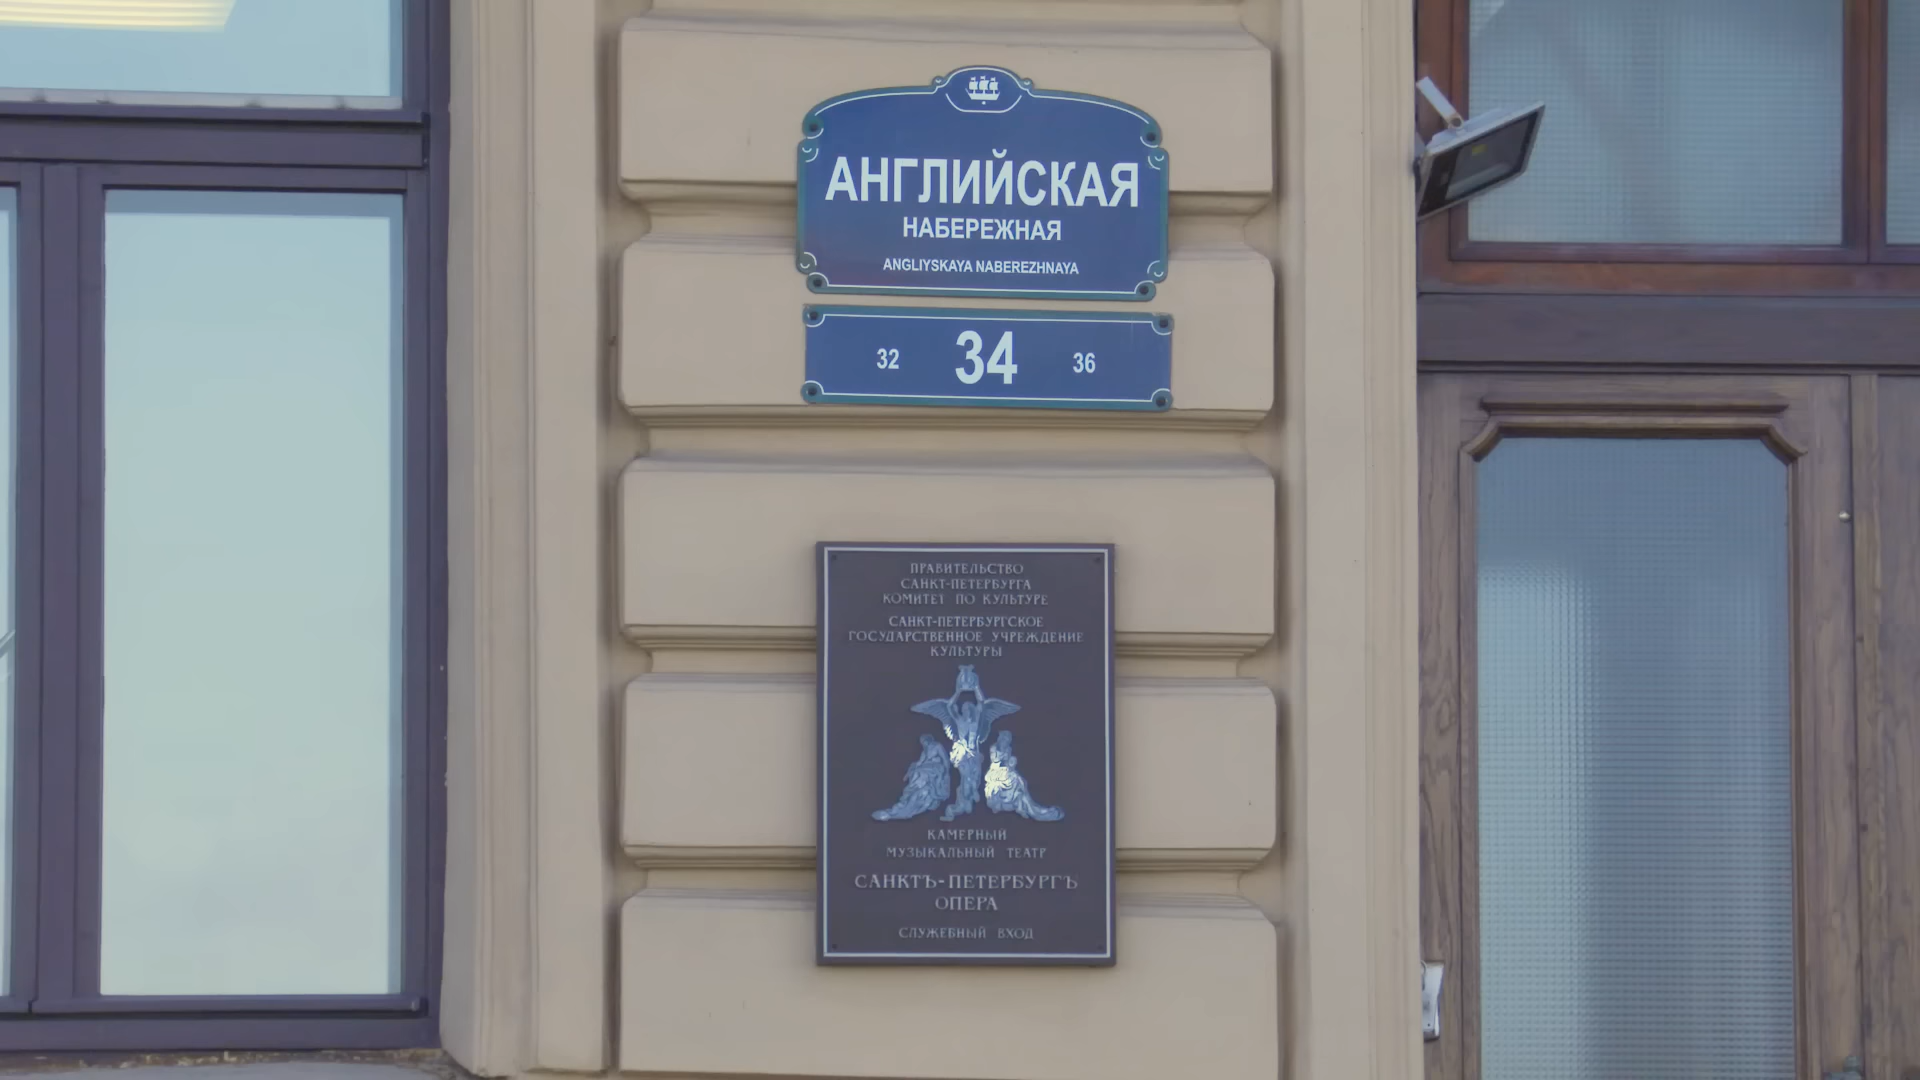 АНГЛИЙСКАЯ
НАБЕРЕЖНАЯ
ANGLIYSKAYA NABEREZHNAYA
32 34 36
ПРАВИТЕЛЬСТВО
САНКТ-ПЕТЕРБУРГА
КОМИТЕТ ПО КУЛЬТУРЕ
САНКТ-ПЕТЕРБУРГСКОЕ
ГОСУДАРСТВЕННОЕ УЧРЕЖДЕНИЕ
КУЛЬТУРЫ
КАМЕРНЫЙ
МУЗЫКАЛЬНЫЙ ТЕАТР
САНКТЪ-ПЕТЕРБУРГЪ
ОПЕРА
СЛУЖЕБНЫЙ ВХОД